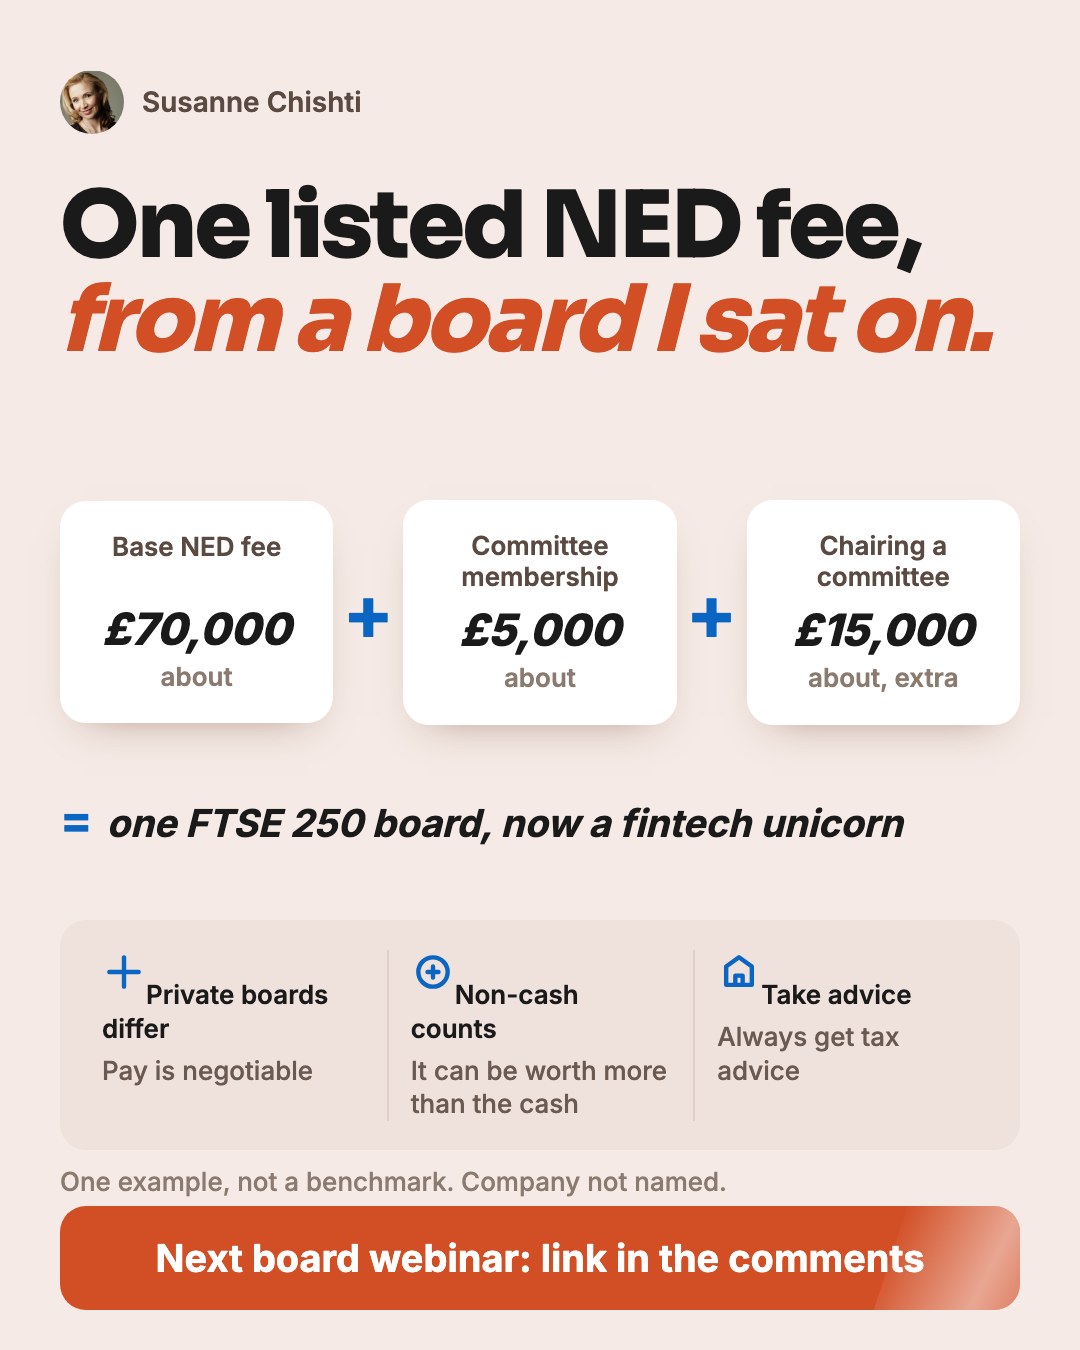 Susanne Chishti
One listed NED fee,
from a board I sat on.
Base NED fee
£70,000
about
+
Committee
membership
£5,000
about
+
Chairing a
committee
£15,000
about, extra
= one FTSE 250 board, now a fintech unicorn
Private boards
differ
Pay is negotiable
Non-cash
counts
It can be worth more
than the cash
Take advice
Always get tax
advice
One example, not a benchmark. Company not named.
Next board webinar: link in the comments